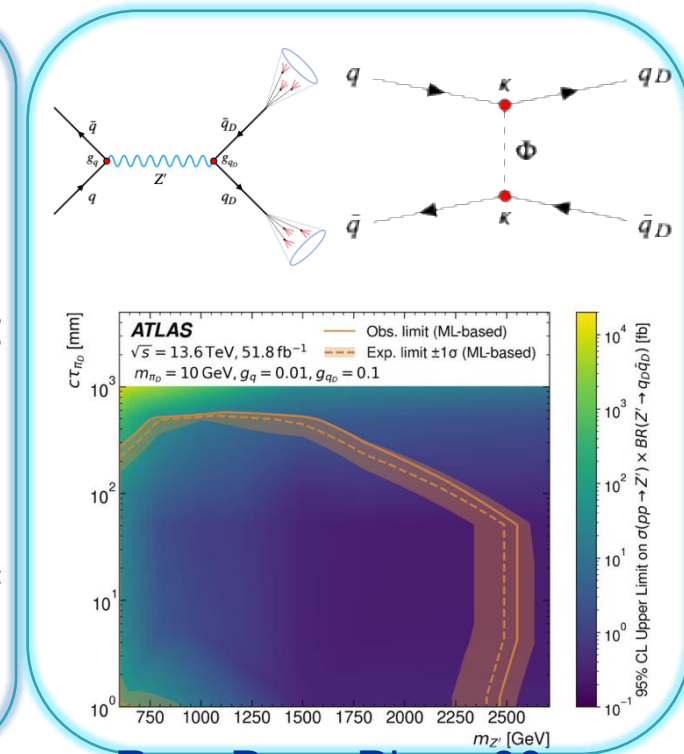 q̄
g_q
q
Z′
q̄_D
g_{q_D}
q_D
q
κ
q_D
Φ
q̄
κ
q̄_D
cτ_{π_D} [mm]
ATLAS
√s = 13.6 TeV, 51.8 fb⁻¹
m_{π_D} = 10 GeV, g_q = 0.01, g_{q_D} = 0.1
Obs. limit (ML-based)
Exp. limit ±1σ (ML-based)
10³
10²
10¹
10⁰
750 1000 1250 1500 1750 2000 2250 2500
m_{Z′} [GeV]
10⁴
10³
10²
10¹
10⁰
10⁻¹
95% CL Upper Limit on σ(pp → Z′) × BR(Z′ → q_D q̄_D) [fb]